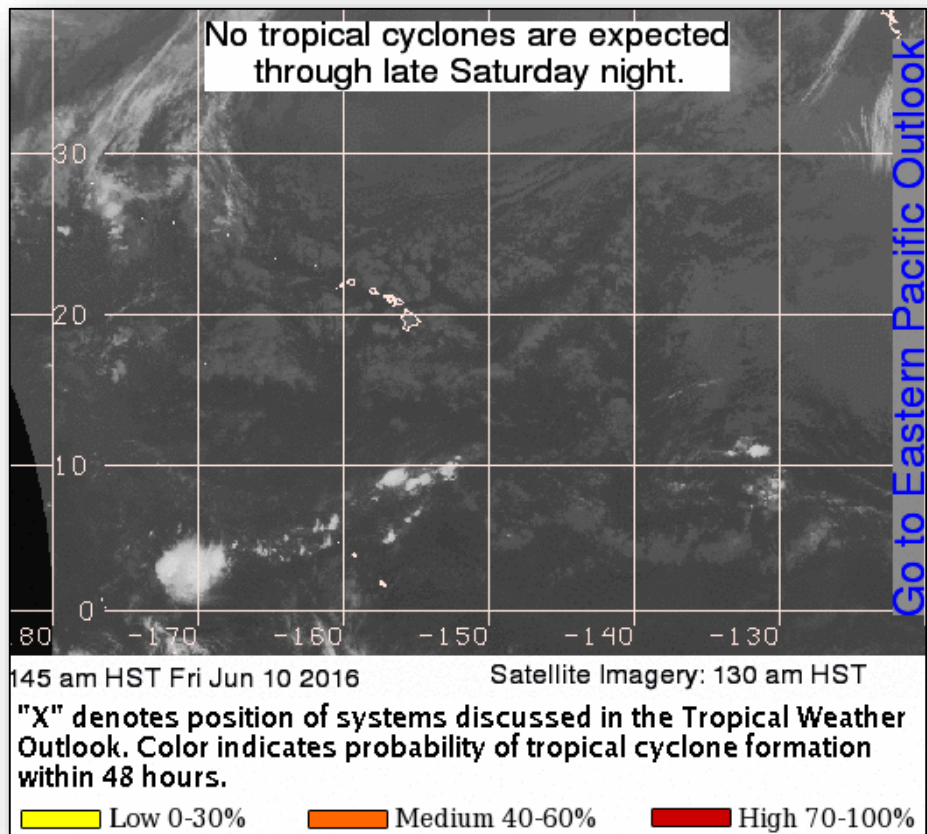 No tropical cyclones are expected
through late Saturday night.
Go to Eastern Pacific Outlook
30
20
10
0
80 -170 -160 -150 -140 -130
145 am HST Fri Jun 10 2016 Satellite Imagery: 130 am HST
"X" denotes position of systems discussed in the Tropical Weather
Outlook. Color indicates probability of tropical cyclone formation
within 48 hours.
Low 0-30% Medium 40-60% High 70-100%